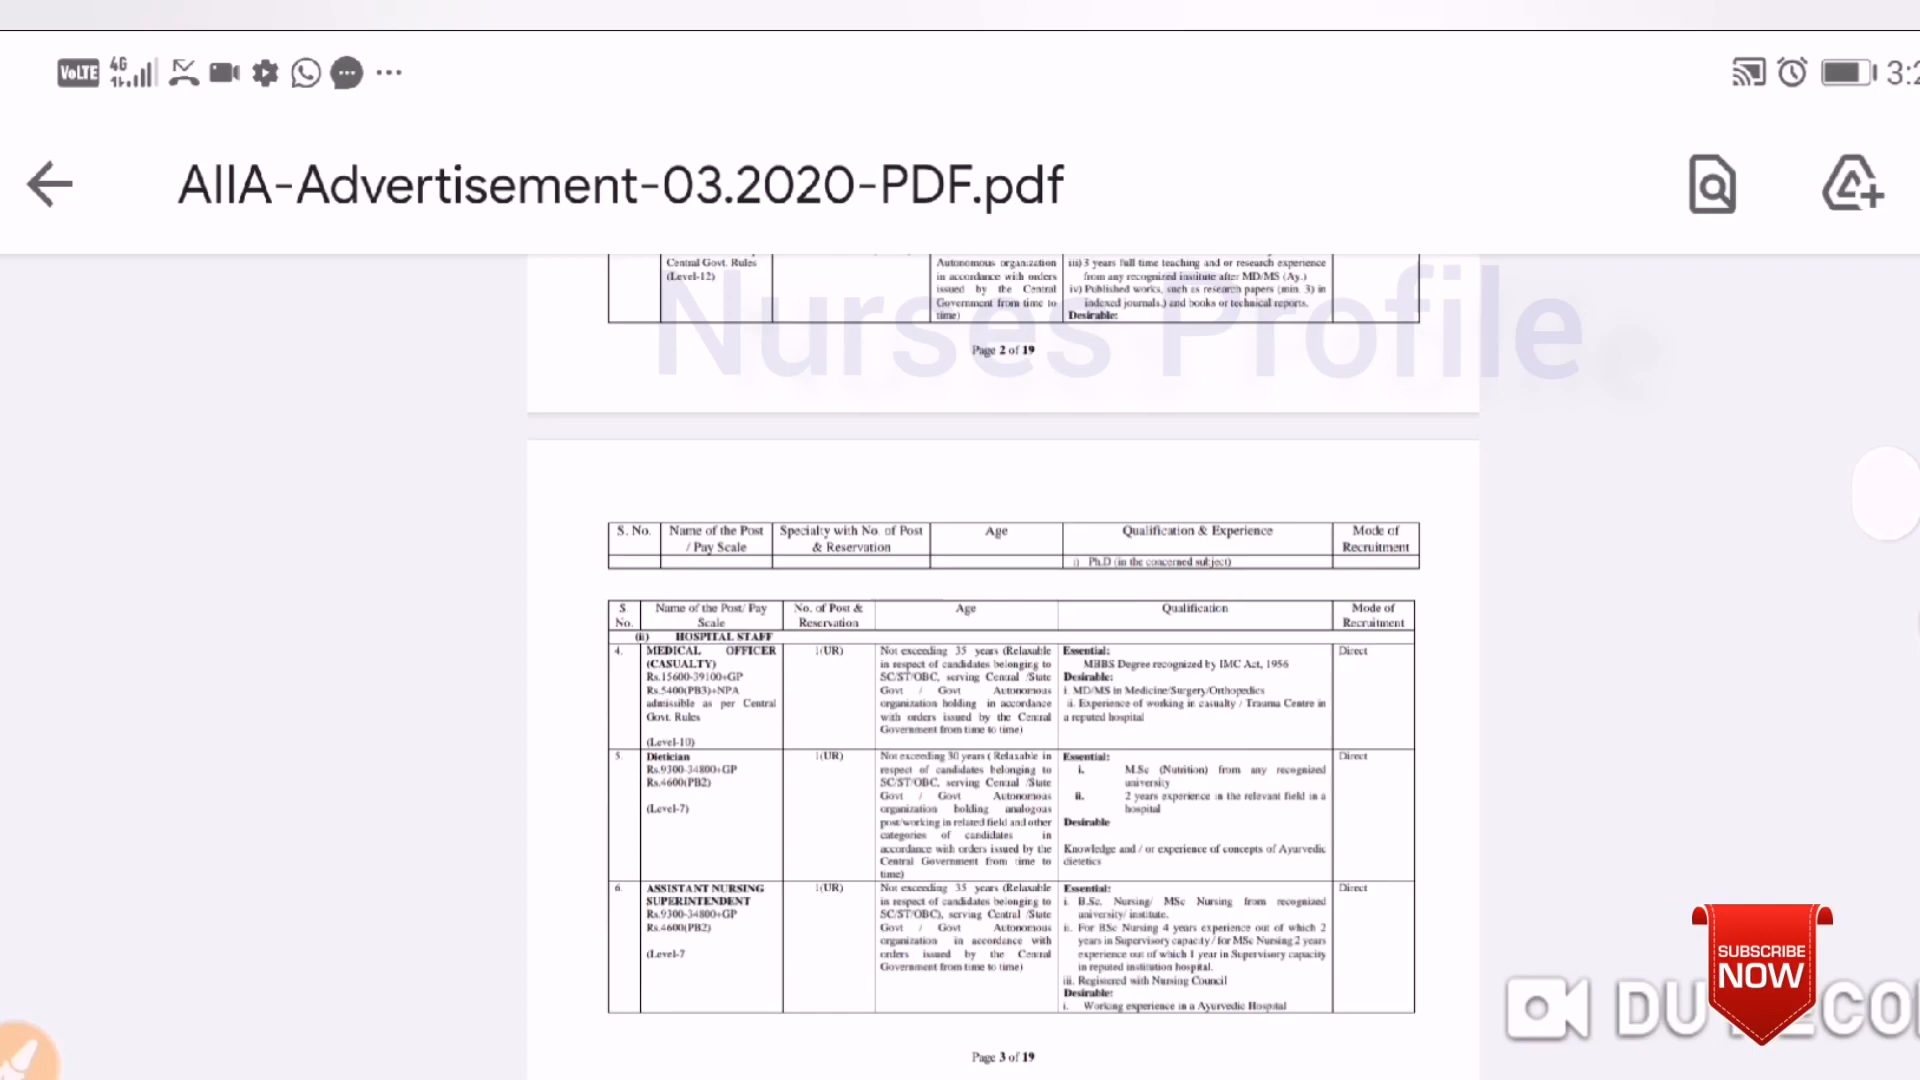 VoLTE 4G 3:2
AIIA-Advertisement-03.2020-PDF.pdf
Central Govt. Rules
(Level-12)
Autonomous organization
in accordance with orders
issued by the Central
Government from time to
time)
iii) 3 years full time teaching and or research experience
from any recognized institute after MD/MS (Ay.)
iv) Published works, such as research papers (min. 3) in
indexed journals.) and books or technical reports.
Desirable:
Nurses Profile
Page 2 of 19
S. No.
Name of the Post
/ Pay Scale
Specialty with No. of Post
& Reservation
Age
Qualification & Experience
Mode of
Recruitment
i) Ph.D (in the concerned subject)
S
No.
Name of the Post/ Pay
Scale
No. of Post &
Reservation
Age
Qualification
Mode of
Recruitment
(ii) HOSPITAL STAFF
4.
MEDICAL OFFICER
(CASUALTY)
Rs.15600-39100+GP
Rs.5400(PB3)+NPA
admissible as per Central
Govt. Rules
(Level-10)
1(UR)
Not exceeding 35 years (Relaxable
in respect of candidates belonging to
SC/ST/OBC, serving Central /State
Govt / Govt Autonomous
organization holding in accordance
with orders issued by the Central
Government from time to time)
Essential:
MBBS Degree recognized by IMC Act, 1956
Desirable:
i. MD/MS in Medicine/Surgery/Orthopedics
ii. Experience of working in casualty / Trauma Centre in
a reputed hospital
Direct
5.
Dietician
Rs.9300-34800+GP
Rs.4600(PB2)
(Level-7)
1(UR)
Not exceeding 30 years ( Relaxable in
respect of candidates belonging to
SC/ST/OBC, serving Central /State
Govt / Govt Autonomous
organization holding analogoas
post/working in related field and other
categories of candidates in
accordance with orders issued by the
Central Government from time to
time)
Essential:
i. M.Sc (Nutrition) from any recognized
university
ii. 2 years experience in the relevant field in a
hospital
Desirable
Knowledge and / or experience of concepts of Ayurvedic
dietetics
Direct
6.
ASSISTANT NURSING
SUPERINTENDENT
Rs.9300-34800+GP
Rs.4600(PB2)
(Level-7
1(UR)
Not exceeding 35 years (Relaxable
in respect of candidates belonging to
SC/ST/OBC), serving Central /State
Govt / Govt Autonomous
organization in accordance with
orders issued by the Central
Government from time to time)
Essential:
i. B.Sc. Nursing/ MSc Nursing from recognized
university/ institute.
ii. For BSc Nursing 4 years experience out of which 2
years in Supervisory capacity / for MSc Nursing 2 years
experience out of which 1 year in Supervisory capacity
in reputed institution hospital.
iii. Registered with Nursing Council
Desirable:
i. Working experience in a Ayurvedic Hospital
Direct
Page 3 of 19
SUBSCRIBE
NOW
DU